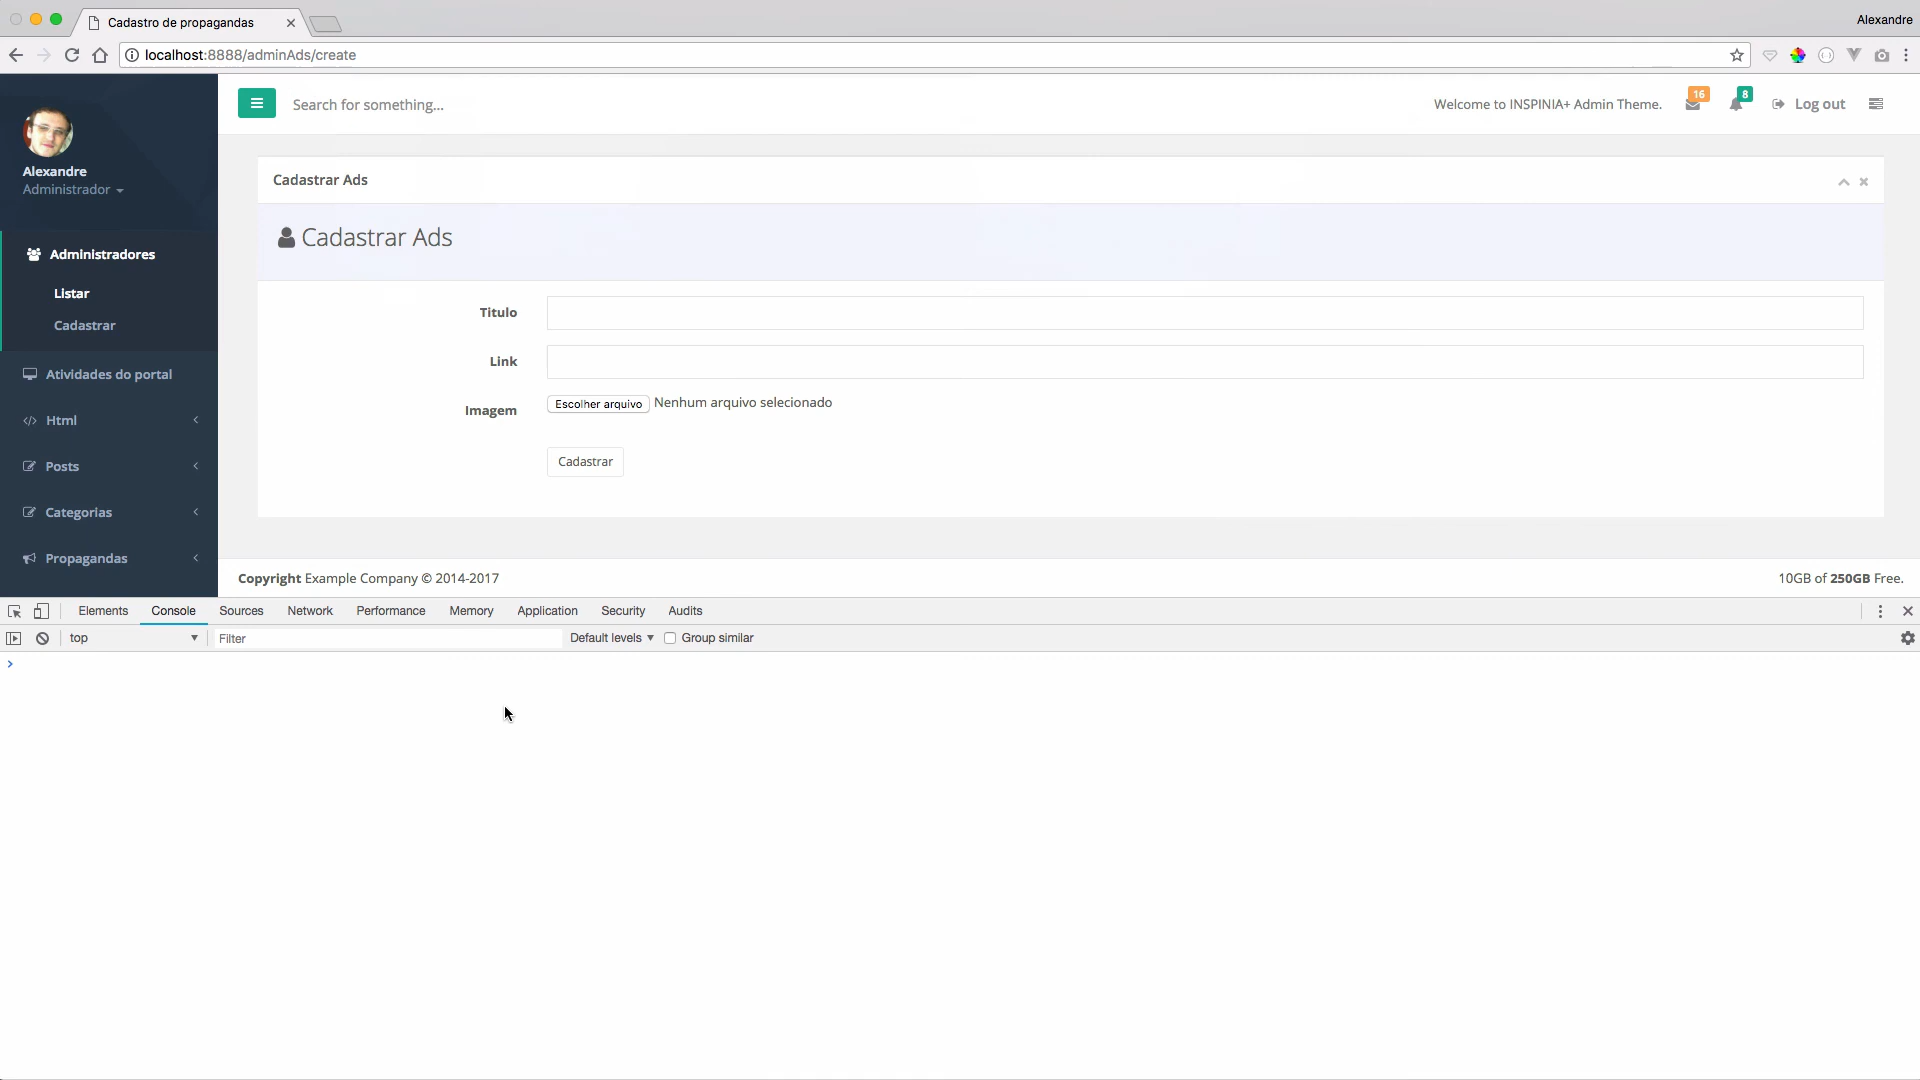 Cadastro de propagandas
Alexandre
localhost:8888/adminAds/create
Search for something...
Welcome to INSPINIA+ Admin Theme.
16
8
Log out
Alexandre
Administrador
Administradores
Listar
Cadastrar
Atividades do portal
Html
Posts
Categorias
Propagandas
Cadastrar Ads
Cadastrar Ads
Titulo
Link
Imagem
Escolher arquivo Nenhum arquivo selecionado
Cadastrar
Copyright Example Company © 2014-2017
10GB of 250GB Free.
Elements Console Sources Network Performance Memory Application Security Audits
top Filter Default levels Group similar